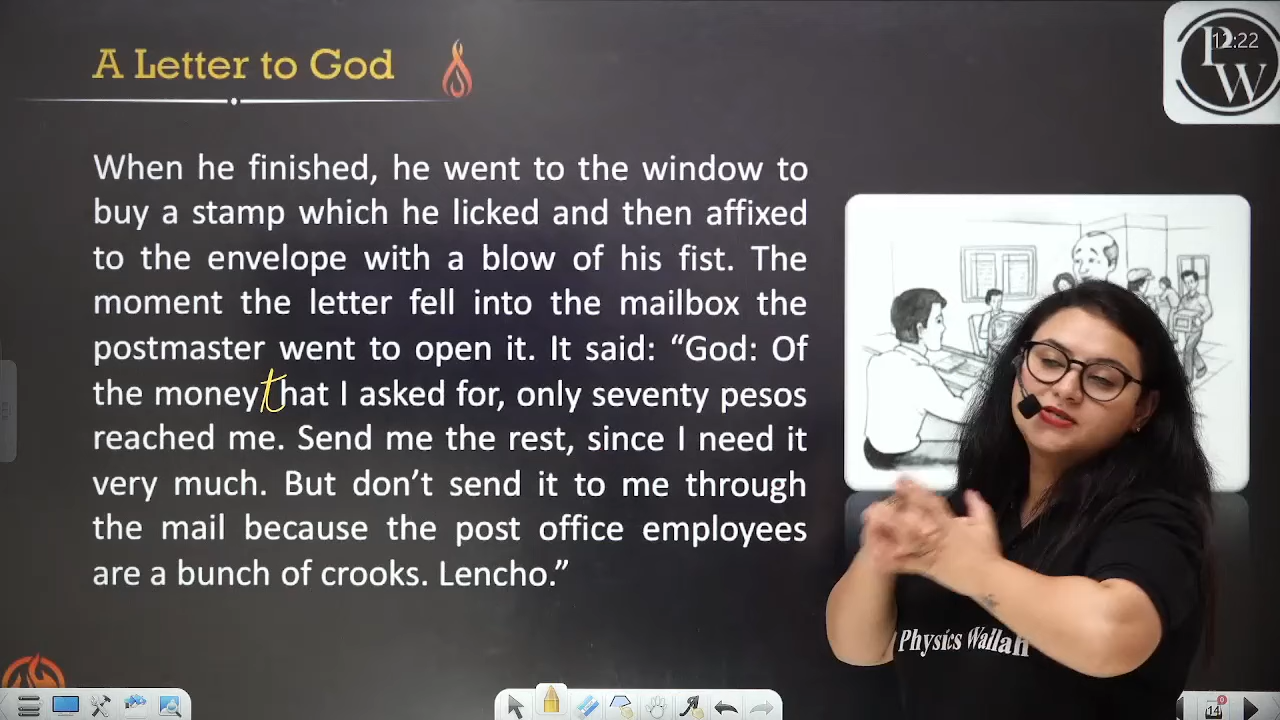 A Letter to God
12:22
PW
When he finished, he went to the window to
buy a stamp which he licked and then affixed
to the envelope with a blow of his fist. The
moment the letter fell into the mailbox the
postmaster went to open it. It said: “God: Of
the money that I asked for, only seventy pesos
reached me. Send me the rest, since I need it
very much. But don’t send it to me through
the mail because the post office employees
are a bunch of crooks. Lencho.”
Physics Wallah
14